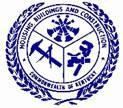 HOUSING BUILDINGS AND CONSTRUCTION
COMMONWEALTH OF KENTUCKY